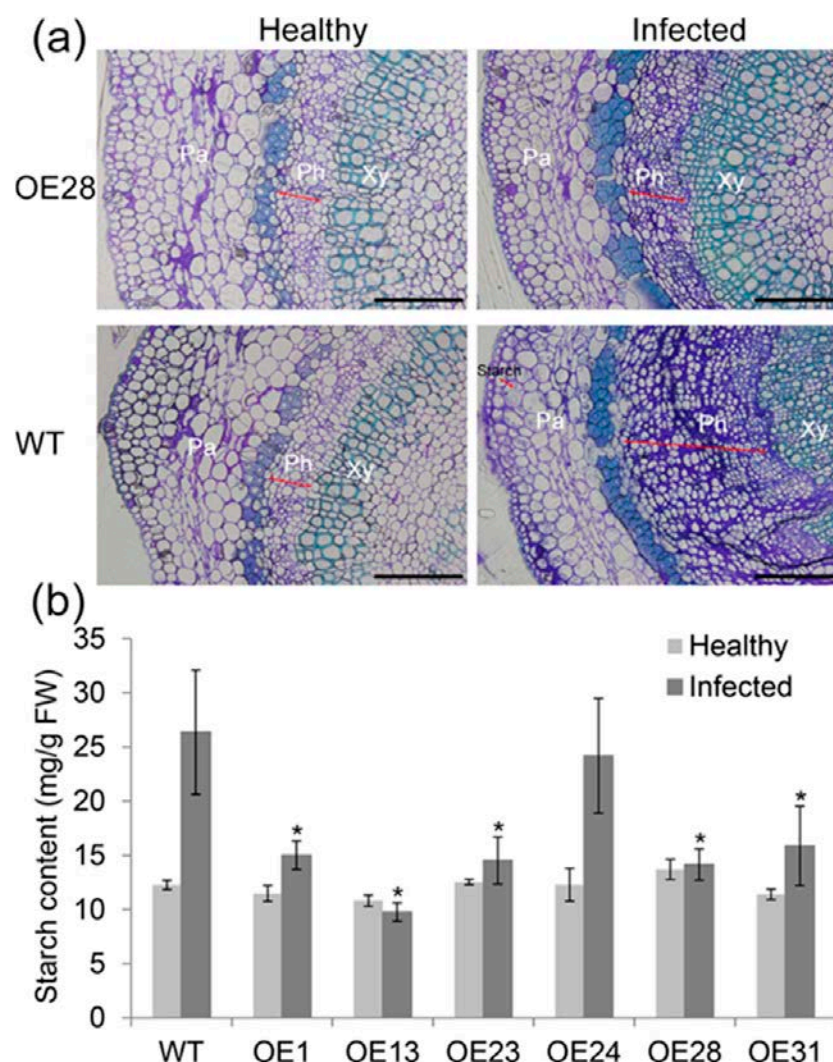 (a)
Healthy
Infected
OE28
Pa
Ph
Xy
Pa
Ph
Xy
WT
Pa
Ph
Xy
Starch
Pa
Ph
Xy
(b)
35
30
25
20
15
10
5
0
Starch content (mg/g FW)
Healthy
Infected
*
*
*
*
*
WT
OE1
OE13
OE23
OE24
OE28
OE31